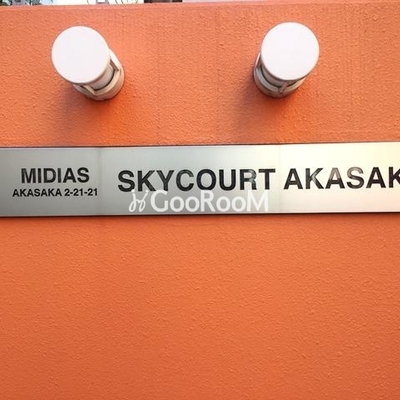 MIDIAS
AKASAKA 2-21-21
SKYCOURT AKASAK
GooRooM